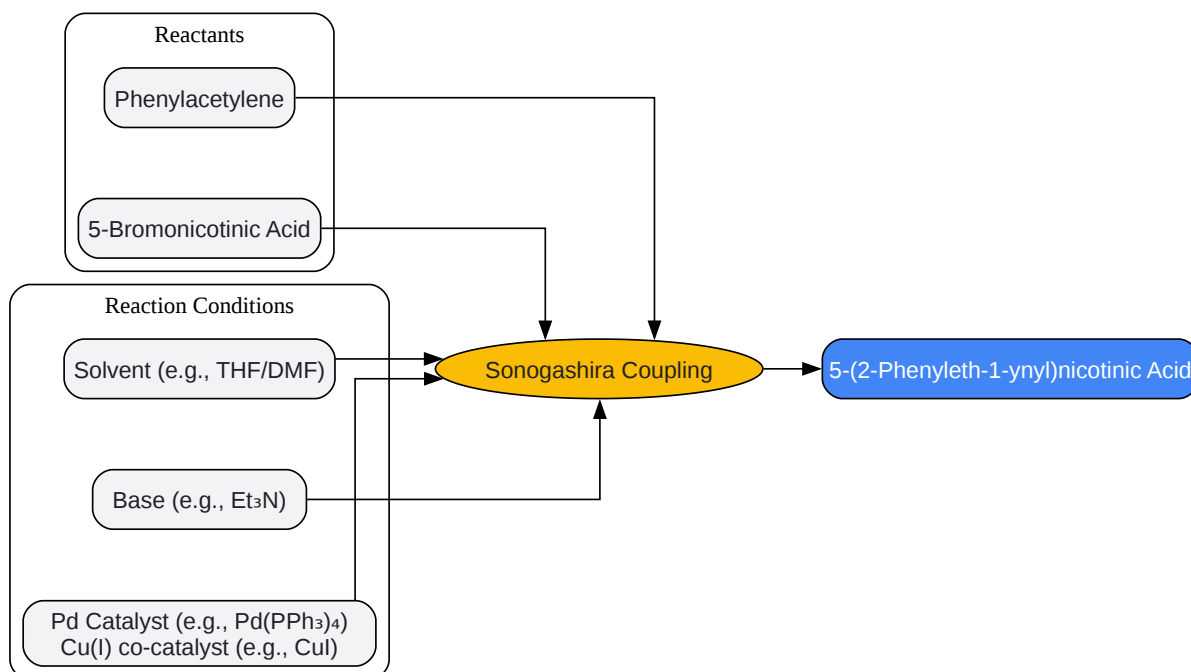 Reactants
Phenylacetylene
5-Bromonicotinic Acid
Reaction Conditions
Solvent (e.g., THF/DMF)
Sonogashira Coupling
5-(2-Phenyleth-1-ynyl)nicotinic Acid
Base (e.g., Et₃N)
Pd Catalyst (e.g., Pd(PPh₃)₄)
Cu(I) co-catalyst (e.g., CuI)